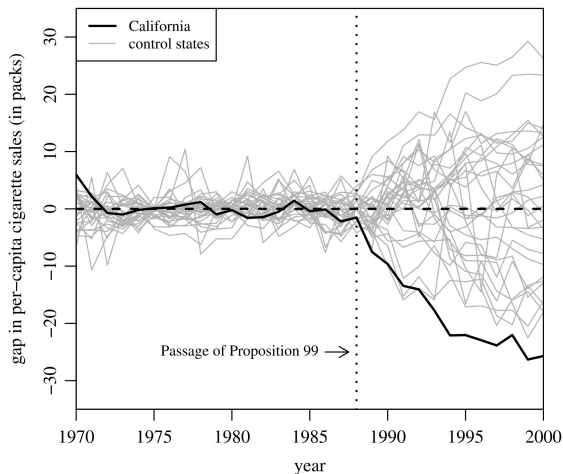 California
control states
gap in per-capita cigarette sales (in packs)
30
20
10
0
−10
−20
−30
Passage of Proposition 99
1970 1975 1980 1985 1990 1995 2000
year